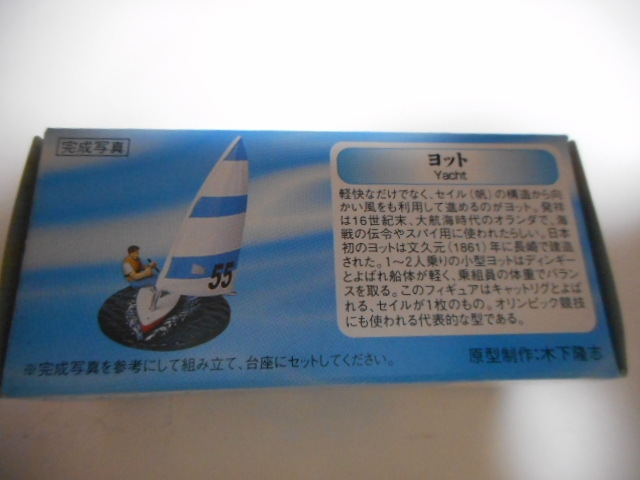 完成写真
ヨット
Yacht
軽快なだけでなく、セイル(帆)の構造から向
かい風をも利用して進めるのがヨット。発祥
は16世紀末、大航海時代のオランダで、海
戦の伝令やスパイ用に使われたらしい。日本
初のヨットは文久元(1861)年に長崎で建造
された。1〜2人乗りの小型ヨットはディンギー
とよばれ船体が軽く、乗組員の体重でバラン
スを取る。このフィギュアはキャットリグとよば
れる、セイルが1枚のもの。オリンピック競技
にも使われる代表的な型である。
55
※完成写真を参考にして組み立て、台座にセットしてください。
原型制作:木下隆志